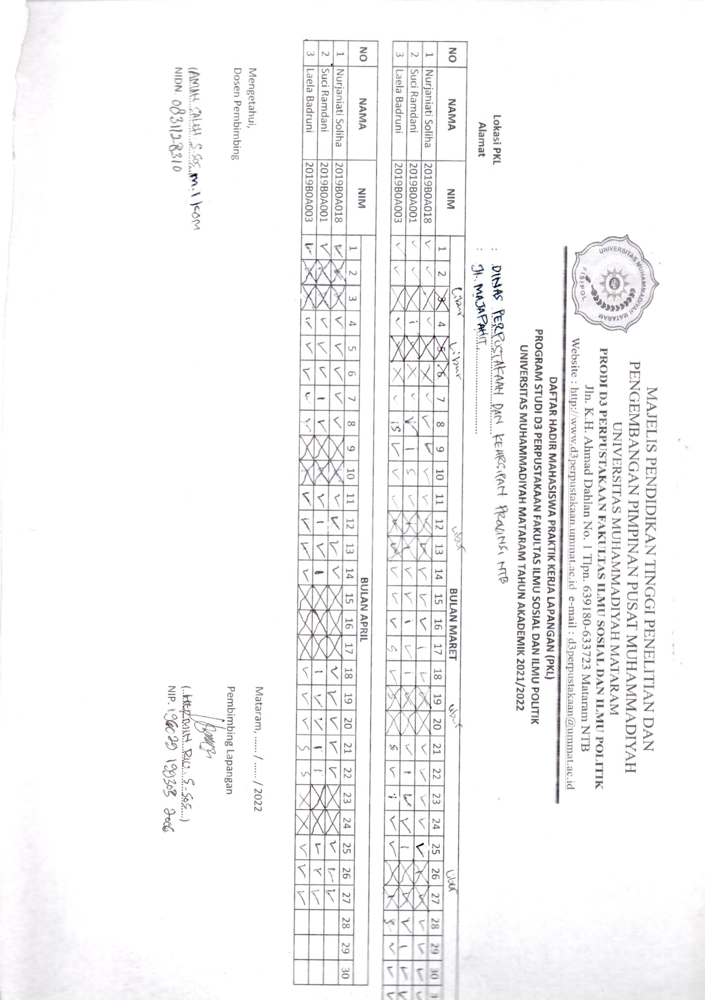 UNIVERSITAS MUHAMMADIYAH MATARAM
FISIPOL
MAJELIS PENDIDIKAN TINGGI PENELITIAN DAN
PENGEMBANGAN PIMPINAN PUSAT MUHAMMADIYAH
UNIVERSITAS MUHAMMADIYAH MATARAM
PRODI D3 PERPUSTAKAAN FAKULTAS ILMU SOSIAL DAN ILMU POLITIK
Jln. K.H. Ahmad Dahlan No. 1 Tlpn. 639180-633723 Mataram NTB
Website : http://www.d3perpustakaan.ummat.ac.id e-mail : d3perpustakaan@ummat.ac.id
DAFTAR HADIR MAHASISWA PRAKTIK KERJA LAPANGAN (PKL)
PROGRAM STUDI D3 PERPUSTAKAAN FAKULTAS ILMU SOSIAL DAN ILMU POLITIK
UNIVERSITAS MUHAMMADIYAH MATARAM TAHUN AKADEMIK 2021/2022
Lokasi PKL : DINAS PERPUSTAKAAN DAN KEARSIPAN PROVINSI NTB
Alamat : Jl. MAJAPAHIT
NO NAMA NIM BULAN MARET
Libur Libur Libur Libur Libur
1 2 3 4 5 6 7 8 9 10 11 12 13 14 15 16 17 18 19 20 21 22 23 24 25 26 27 28 29 30
1 Nurjaniati Soliha 2019B0A018 ✓ ✓ ✓ ✓ ✓ ✓ ✓ ✓ ✓ ✓ ✓ i ✓ ✓ ✓ ✓ ✓ ✓ ✓ ✓ ✓ ✓
2 Suci Ramdani 2019B0A001 ✓ ✓ i ✓ i s ✓ ✓ ✓ i ✓ i ✓ i ✓ ✓ i ✓ i ✓ ✓
3 Laela Badruni 2019B0A003 ✓ ✓ ✓ ✓ is ✓ ✓ ✓ ✓ ✓ ✓ s ✓ s ✓ i ✓ ✓ s ✓ ✓ ✓
NO NAMA NIM BULAN APRIL
1 2 3 4 5 6 7 8 9 10 11 12 13 14 15 16 17 18 19 20 21 22 23 24 25 26 27 28 29 30
1 Nurjaniati Soliha 2019B0A018 ✓ ✓ ✓ ✓ ✓ ✓ ✓ ✓ ✓ ✓ ✓ ✓ ✓ ✓ ✓ ✓ ✓ ✓
2 Suci Ramdani 2019B0A001 ✓ ✓ ✓ ✓ i ✓ ✓ i ✓ i i ✓ ✓ i i ✓ ✓ ✓
3 Laela Badruni 2019B0A003 ✓ ✓ ✓ ✓ ✓ ✓ ✓ ✓ ✓ ✓ ✓ ✓ ✓ s s ✓ ✓ ✓
Mataram, ...... / ...... / 2022
Mengetahui,
Dosen Pembimbing
Pembimbing Lapangan
(AMIN SALEH. S.Sos. M.I KOM
NIDN. 0831128310
S.Sos...)
NIP.